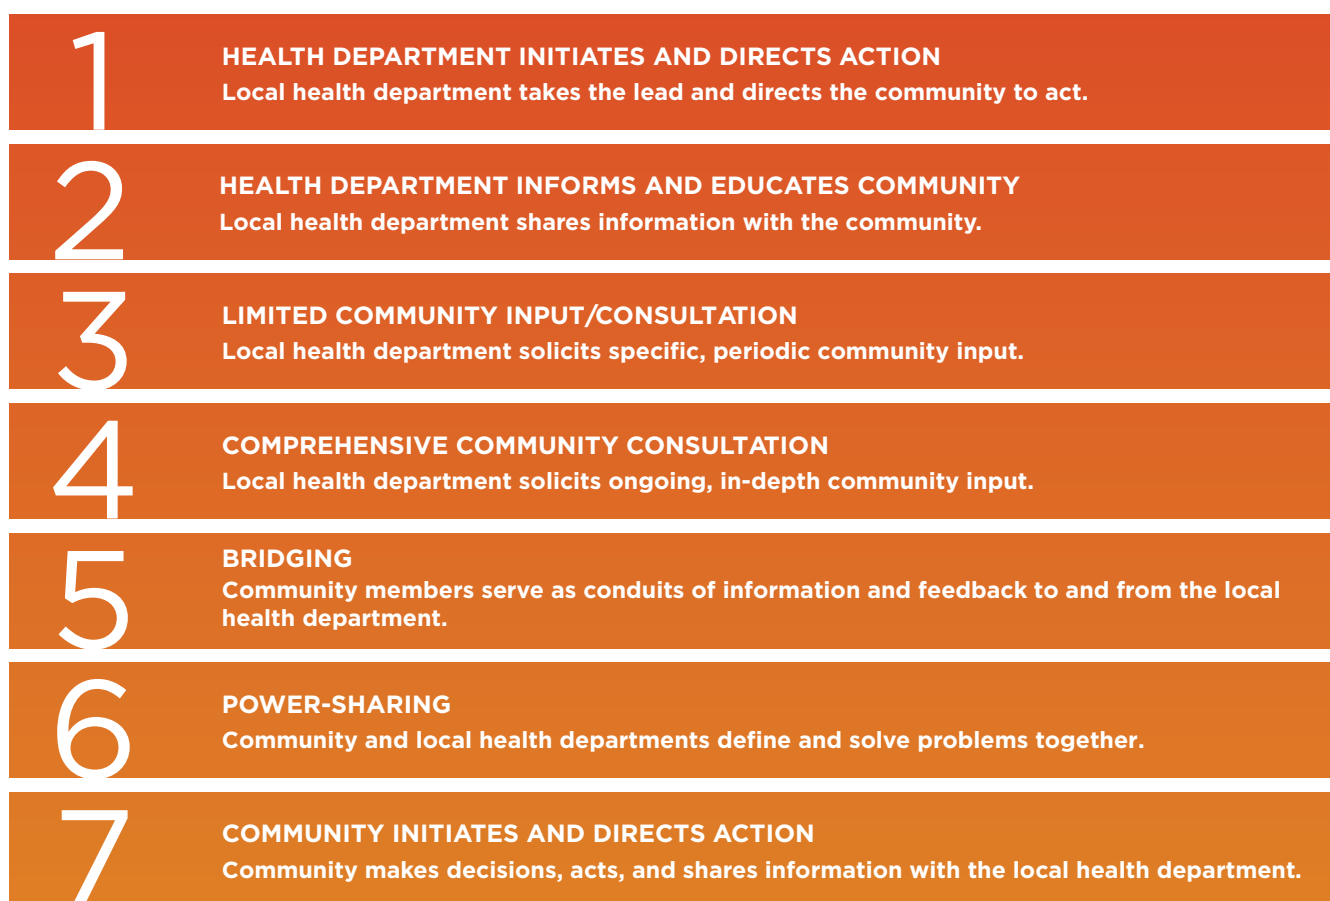 1
HEALTH DEPARTMENT INITIATES AND DIRECTS ACTION
Local health department takes the lead and directs the community to act.
2
HEALTH DEPARTMENT INFORMS AND EDUCATES COMMUNITY
Local health department shares information with the community.
3
LIMITED COMMUNITY INPUT/CONSULTATION
Local health department solicits specific, periodic community input.
4
COMPREHENSIVE COMMUNITY CONSULTATION
Local health department solicits ongoing, in-depth community input.
5
BRIDGING
Community members serve as conduits of information and feedback to and from the local
health department.
6
POWER-SHARING
Community and local health departments define and solve problems together.
7
COMMUNITY INITIATES AND DIRECTS ACTION
Community makes decisions, acts, and shares information with the local health department.